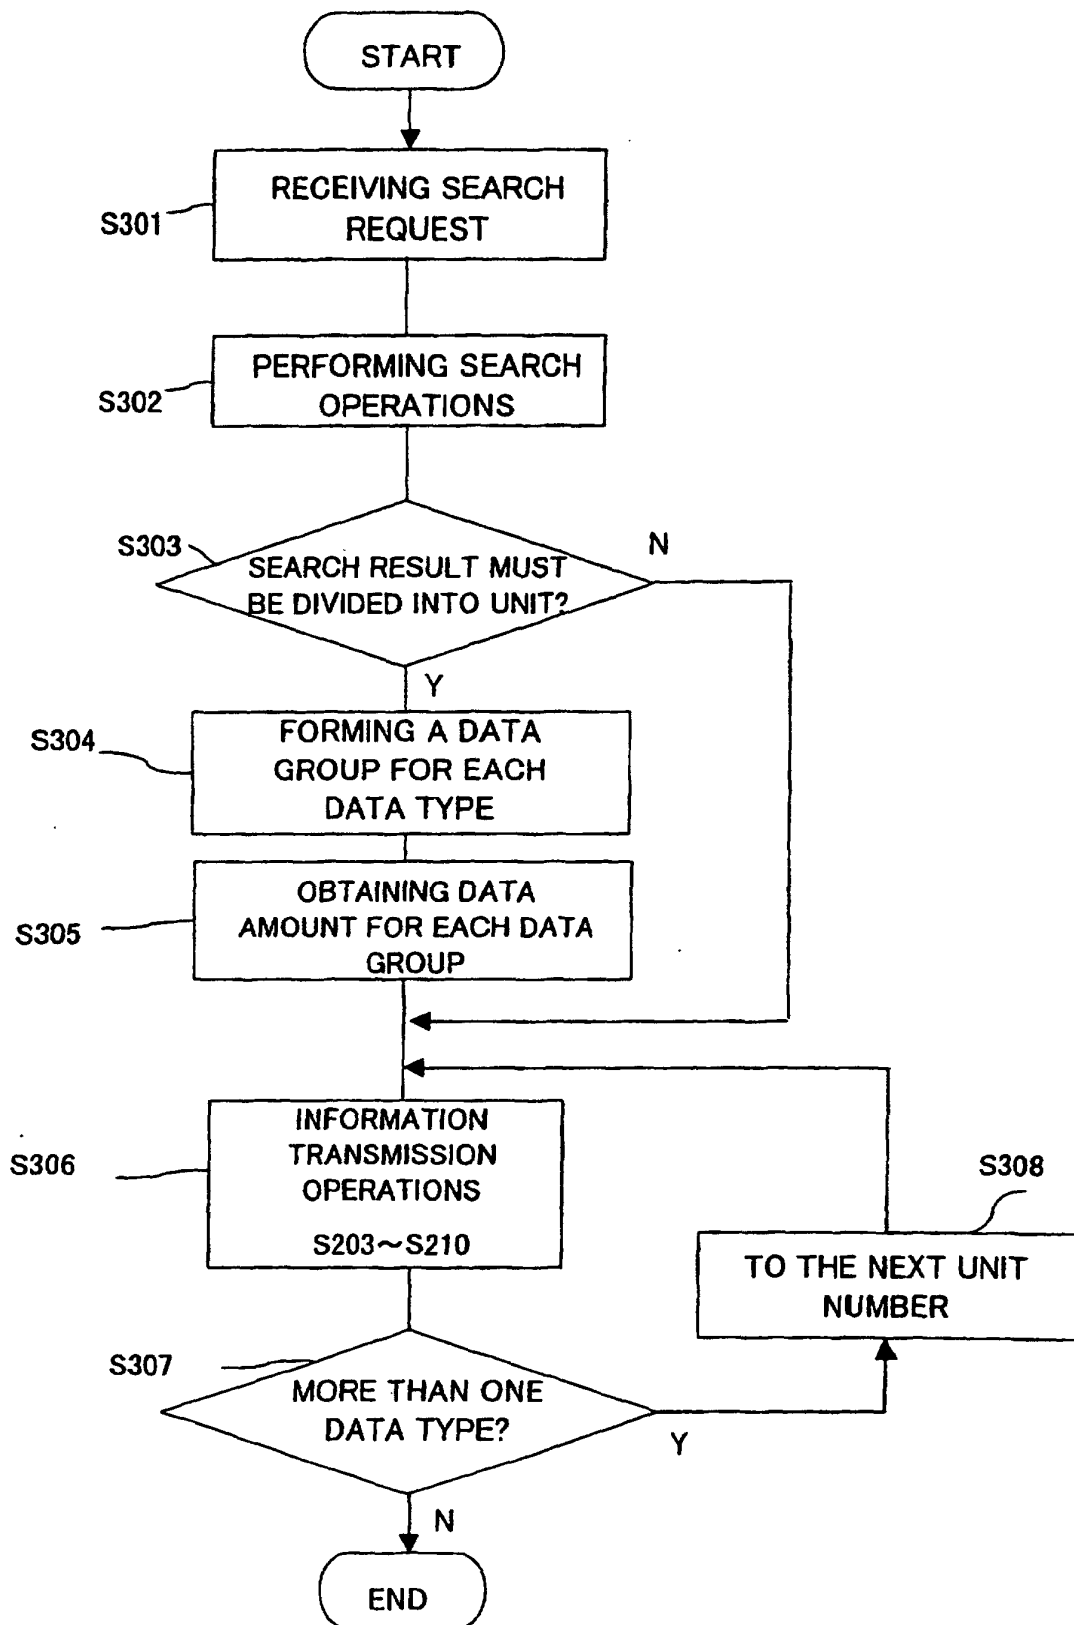 START
RECEIVING SEARCH
REQUEST
S301
PERFORMING SEARCH
OPERATIONS
S302
S303
N
SEARCH RESULT MUST
BE DIVIDED INTO UNIT?
Y
S304
FORMING A DATA
GROUP FOR EACH
DATA TYPE
OBTAINING DATA
AMOUNT FOR EACH DATA
GROUP
S305
INFORMATION
TRANSMISSION
OPERATIONS
S203~S210
S306
S308
TO THE NEXT UNIT
NUMBER
S307
MORE THAN ONE
DATA TYPE?
Y
N
END